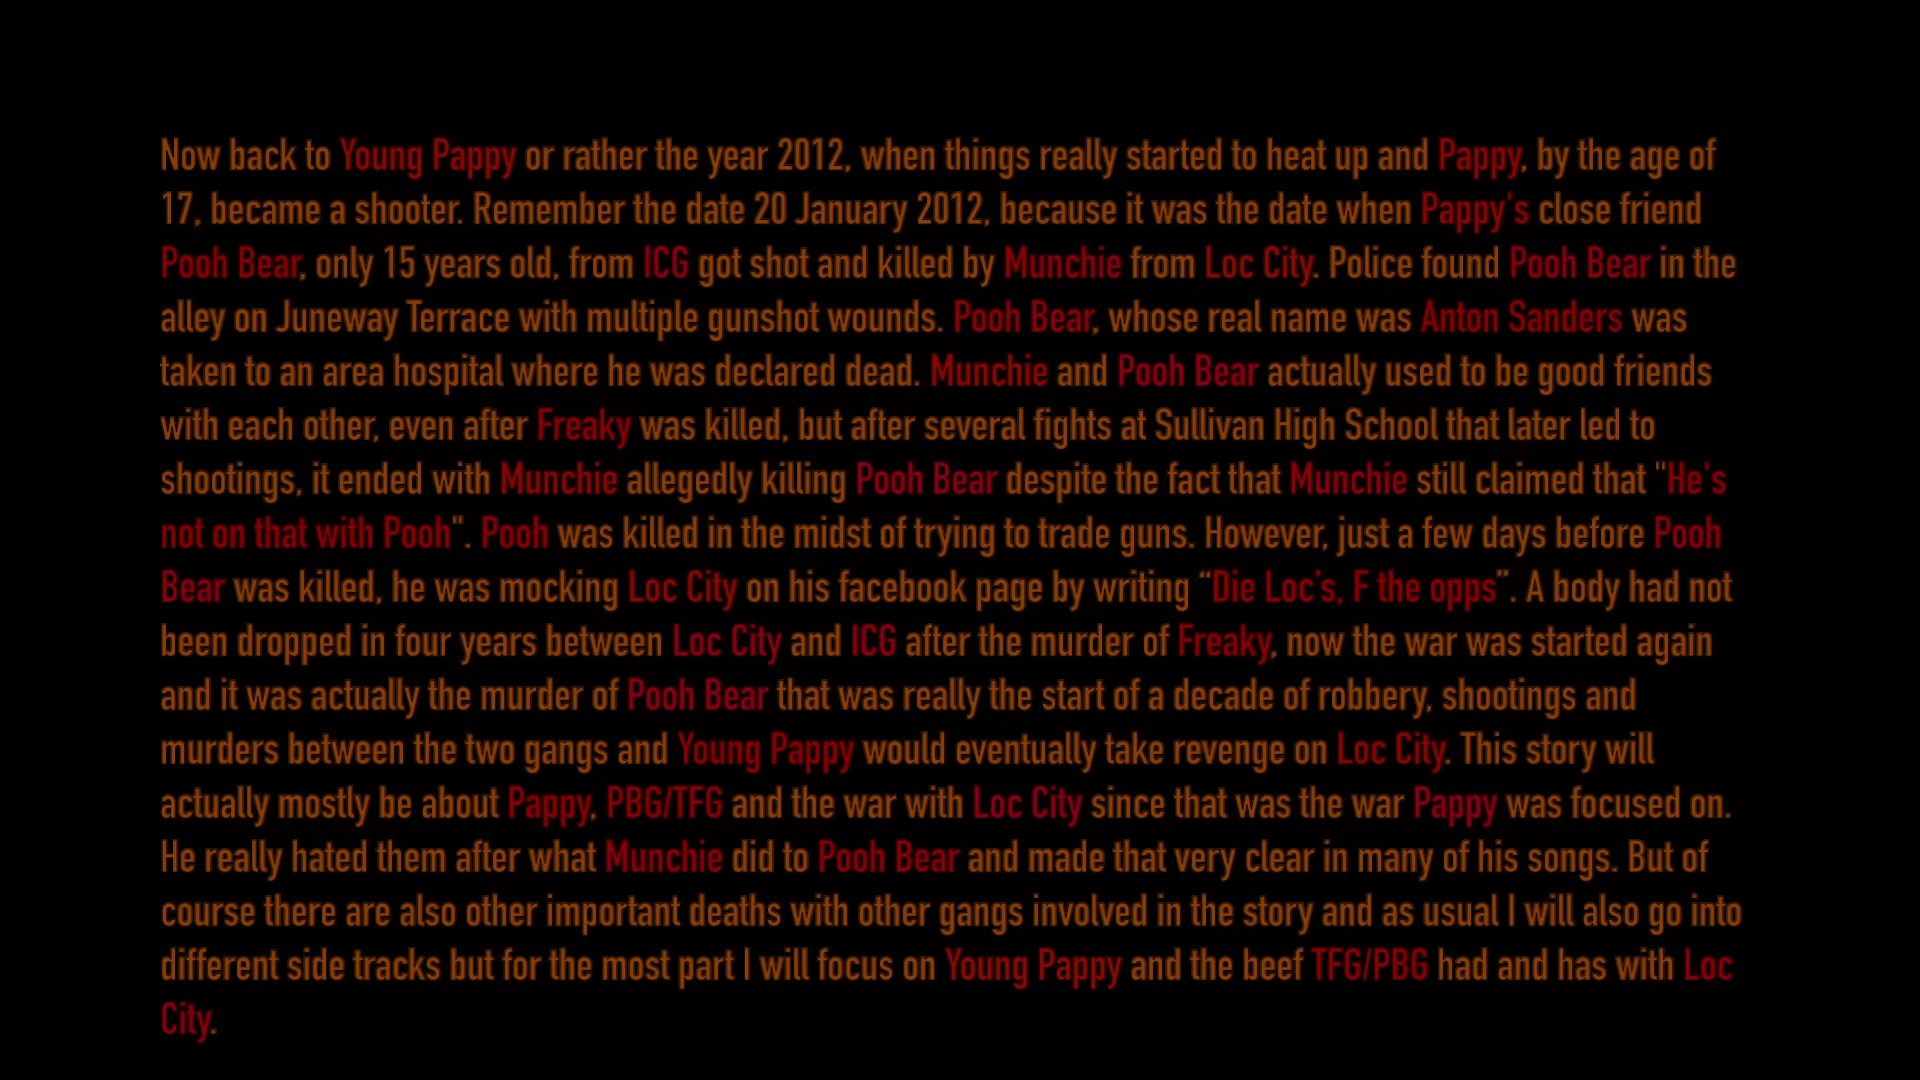 Now back to Young Pappy or rather the year 2012, when things really started to heat up and Pappy, by the age of
17, became a shooter. Remember the date 20 January 2012, because it was the date when Pappy's close friend
Pooh Bear, only 15 years old, from ICG got shot and killed by Munchie from Loc City. Police found Pooh Bear in the
alley on Juneway Terrace with multiple gunshot wounds. Pooh Bear, whose real name was Anton Sanders was
taken to an area hospital where he was declared dead. Munchie and Pooh Bear actually used to be good friends
with each other, even after Freaky was killed, but after several fights at Sullivan High School that later led to
shootings, it ended with Munchie allegedly killing Pooh Bear despite the fact that Munchie still claimed that "He's
not on that with Pooh". Pooh was killed in the midst of trying to trade guns. However, just a few days before Pooh
Bear was killed, he was mocking Loc City on his facebook page by writing “Die Loc’s, F the opps”. A body had not
been dropped in four years between Loc City and ICG after the murder of Freaky, now the war was started again
and it was actually the murder of Pooh Bear that was really the start of a decade of robbery, shootings and
murders between the two gangs and Young Pappy would eventually take revenge on Loc City. This story will
actually mostly be about Pappy, PBG/TFG and the war with Loc City since that was the war Pappy was focused on.
He really hated them after what Munchie did to Pooh Bear and made that very clear in many of his songs. But of
course there are also other important deaths with other gangs involved in the story and as usual I will also go into
different side tracks but for the most part I will focus on Young Pappy and the beef TFG/PBG had and has with Loc
City.